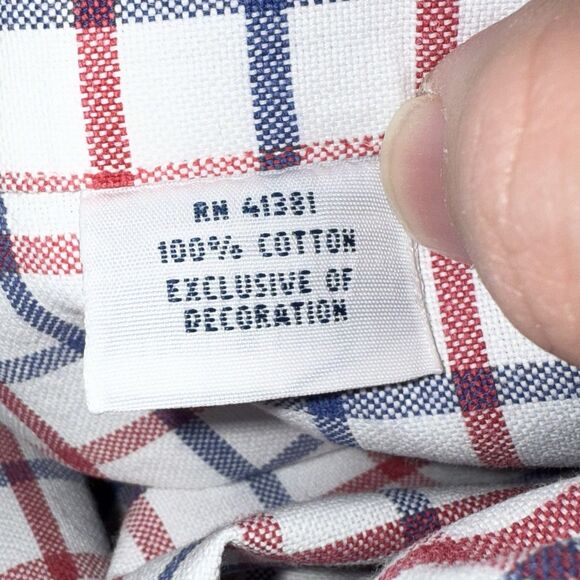 RN 41381
100% COTTON
EXCLUSIVE OF
DECORATION